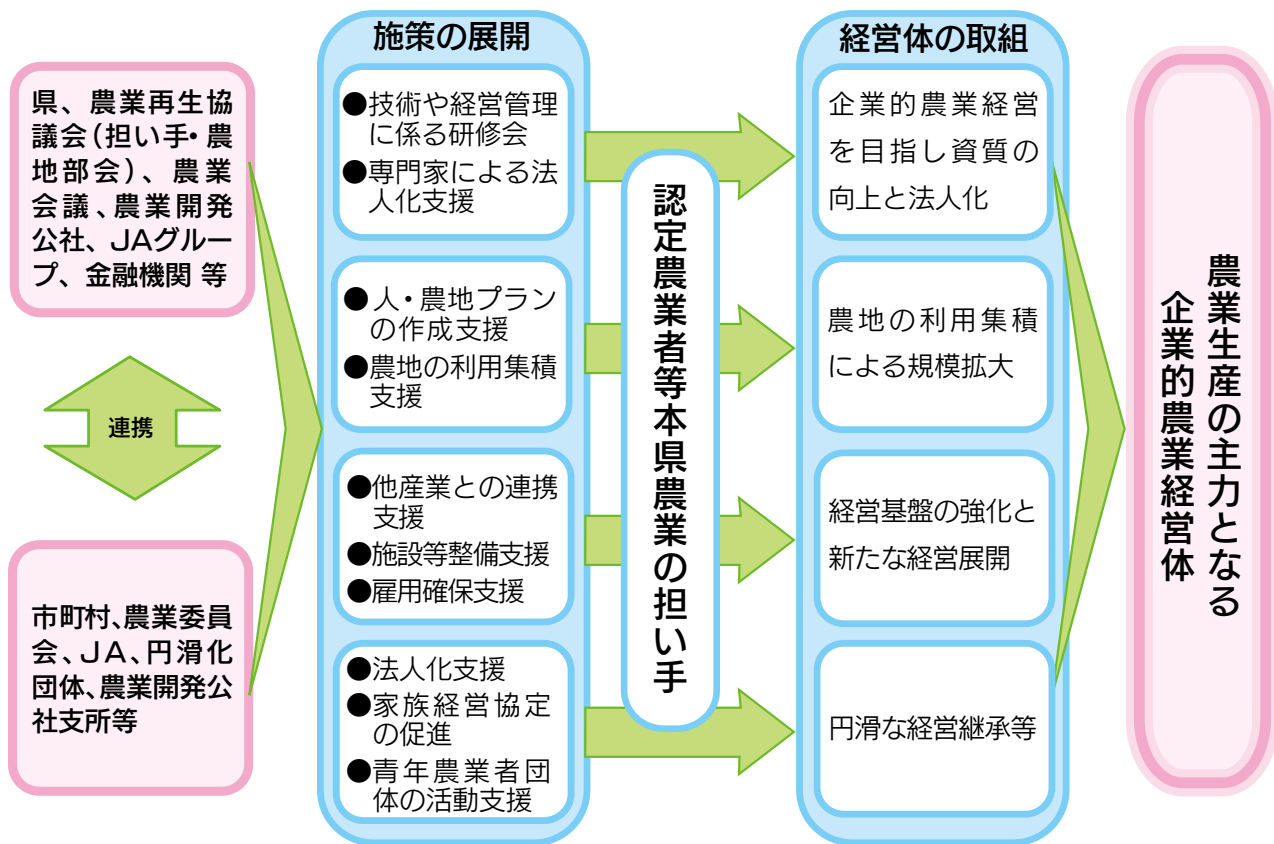 県、農業再生協
議会(担い手・農
地部会)、農業
会議、農業開発
公社、JAグルー
プ、金融機関 等
連携
市町村、農業委員
会、JA、円滑化
団体、農業開発公
社支所等
施策の展開
●技術や経営管理
に係る研修会
●専門家による法
人化支援
●人・農地プラン
の作成支援
●農地の利用集積
支援
●他産業との連携
支援
●施設等整備支援
●雇用確保支援
●法人化支援
●家族経営協定
の促進
●青年農業者団
体の活動支援
認定農業者等本県農業の担い手
経営体の取組
企業的農業経営
を目指し資質の
向上と法人化
農地の利用集積
による規模拡大
経営基盤の強化と
新たな経営展開
円滑な経営継承等
農業生産の主力となる
企業的農業経営体